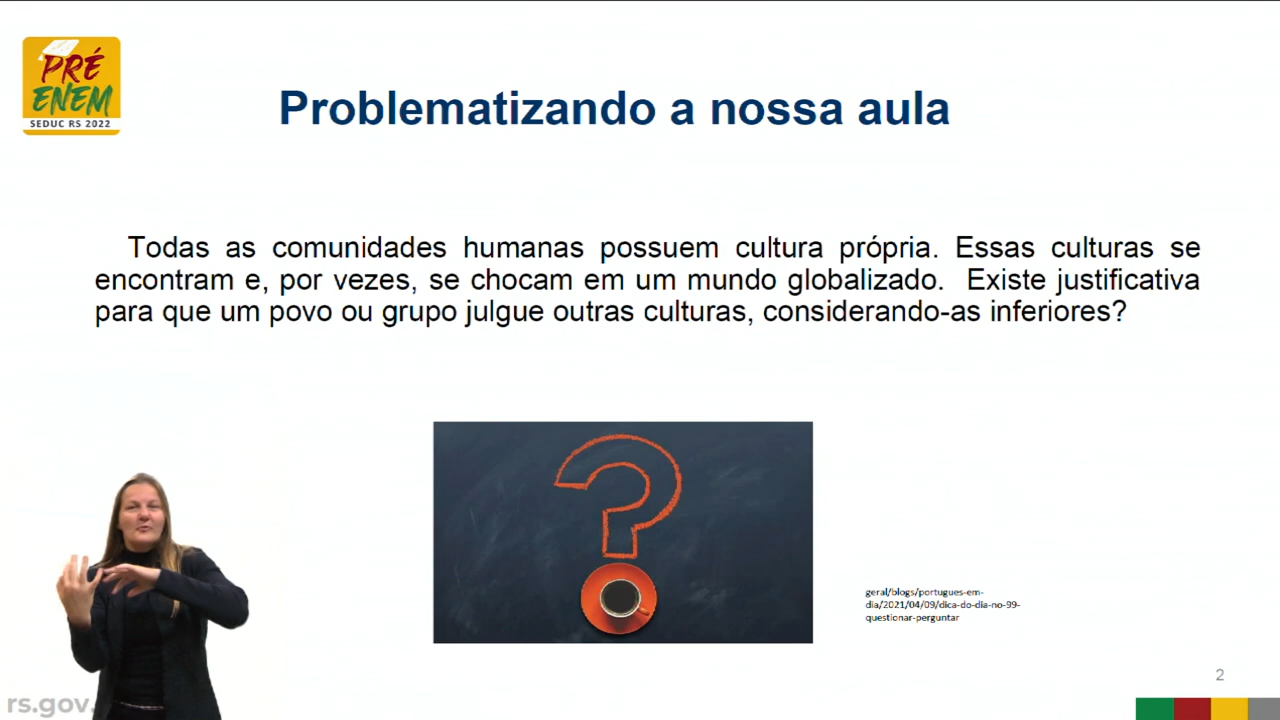 PRÉ
ENEM
SEDUC RS 2022
Problematizando a nossa aula
Todas as comunidades humanas possuem cultura própria. Essas culturas se
encontram e, por vezes, se chocam em um mundo globalizado. Existe justificativa
para que um povo ou grupo julgue outras culturas, considerando-as inferiores?
geral/blogs/portugues-em-
dia/2021/04/09/dica-do-dia-no-99-
questionar-perguntar
2
rs.gov.